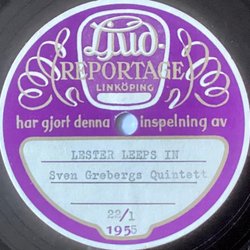 Ljud-
REPORTAGE
LINKÖPING
har gjort denna inspelning av
LESTER LEEPS IN
Sven Grebergs Quintett
22/1
1955